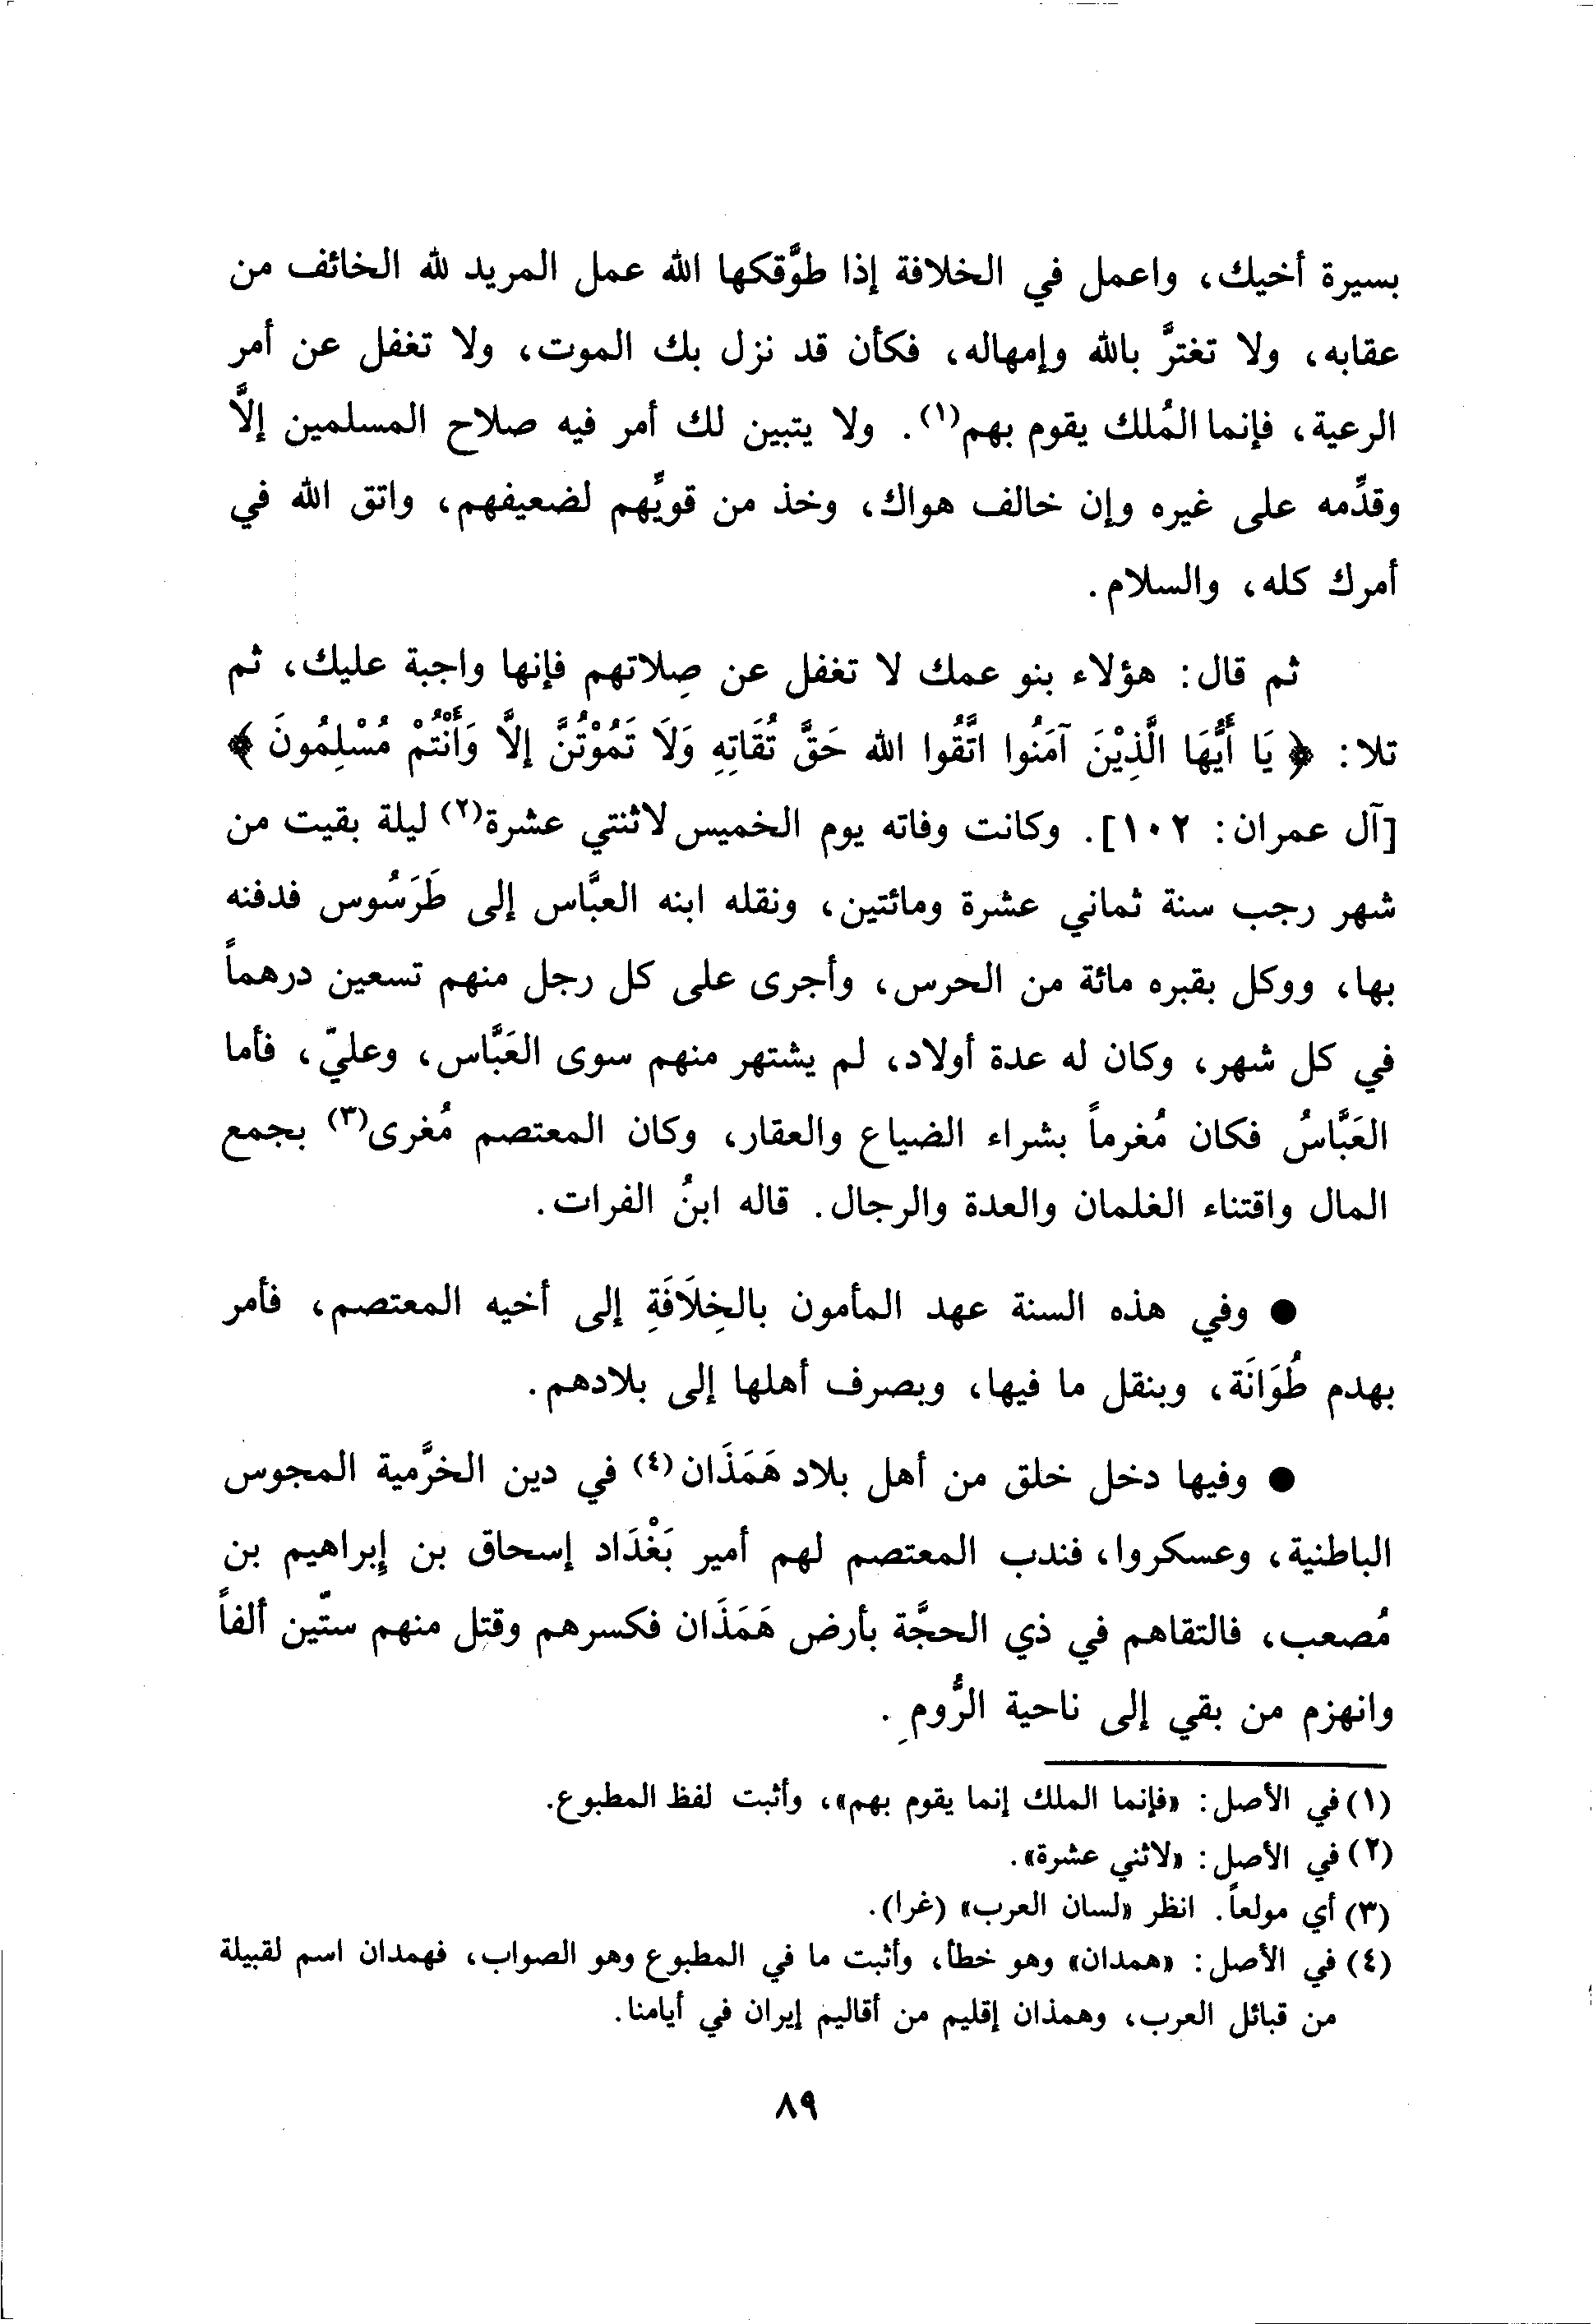 بسيرة أخيك، واعمل في الخلافة إذا طوَّقكها الله عمل المريد لله الخائف من
عقابه، ولا تغترَّ بالله وإمهاله، فكأن قد نزل بك الموت، ولا تغفل عن أمر
الرعية، فإنما المُلك يقوم بهم(١). ولا يتبين لك أمر فيه صلاح المسلمين إلاَّ
وقدِّمه على غيره وإن خالف هواك، وخذ من قويِّهم لضعيفهم، واتق الله في
أمرك كله، والسلام.
ثم قال: هؤلاء بنو عمك لا تغفل عن صِلاتهم فإنها واجبة عليك، ثم
تلا: ﴿ يَا أَيُّهَا الَّذِيْنَ آمَنُوا اتَّقُوا الله حَقَّ تُقَاتِهِ وَلَا تَمُوْتُنَّ إلاَّ وَأَنْتُمْ مُسْلِمُونَ ﴾
[آل عمران: ١٠٢]. وكانت وفاته يوم الخميس لاثنتي عشرة(٢) ليلة بقيت من
شهر رجب سنة ثماني عشرة ومائتين، ونقله ابنه العبَّاس إلى طَرَسُوس فدفنه
بها، ووكل بقبره مائة من الحرس، وأجرى على كل رجل منهم تسعين درهماً
في كل شهر، وكان له عدة أولاد، لم يشتهر منهم سوى العَبَّاس، وعليّ، فأما
العَبَّاسُ فكان مُغرماً بشراء الضياع والعقار، وكان المعتصم مُغرى(٣) بجمع
المال واقتناء الغلمان والعدة والرجال. قاله ابنُ الفرات.
● وفي هذه السنة عهد المأمون بالخِلَافَةِ إلى أخيه المعتصم، فأمر
بهدم طُوَانَة، وبنقل ما فيها، وبصرف أهلها إلى بلادهم.
● وفيها دخل خلق من أهل بلاد هَمَذَان(٤) في دين الخرَّمية المجوس
الباطنية، وعسكروا، فندب المعتصم لهم أمير بَغْدَاد إسحاق بن إبراهيم بن
مُصعب، فالتقاهم في ذي الحجَّة بأرض هَمَذَان فكسرهم وقتل منهم ستّين ألفاً
وانهزم من بقي إلى ناحية الرُّومِ.
(١) في الأصل: «فإنما الملك إنما يقوم بهم»، وأثبت لفظ المطبوع.
(٢) في الأصل: «لاثني عشرة».
(٣) أي مولعاً. انظر «لسان العرب» (غرا).
(٤) في الأصل: «همدان» وهو خطأ، وأثبت ما في المطبوع وهو الصواب، فهمدان اسم لقبيلة
من قبائل العرب، وهمذان إقليم من أقاليم إيران في أيامنا.
٨٩